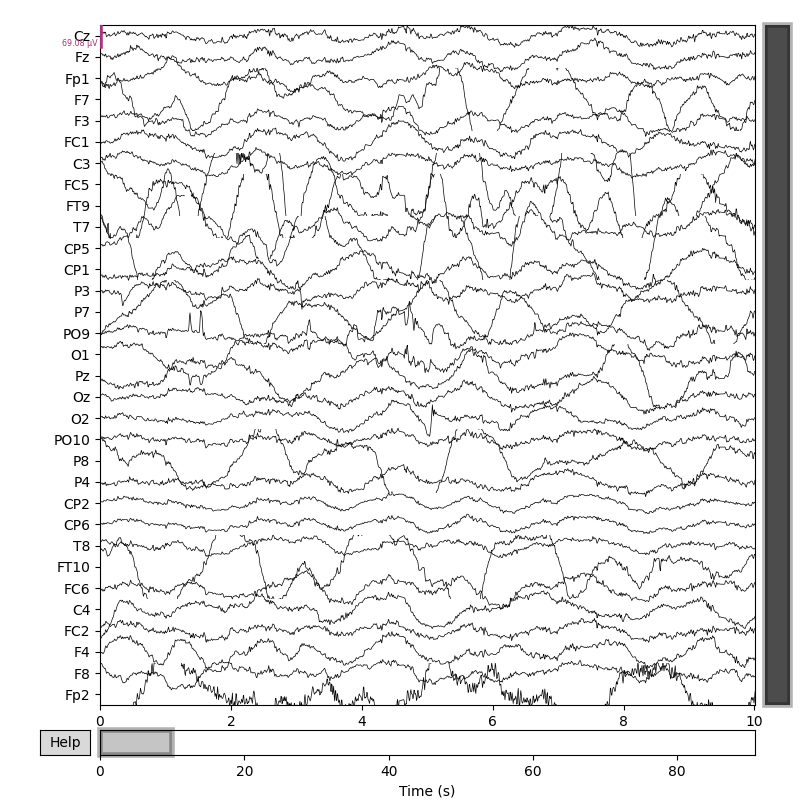 Cz
69.08 µV
Fz
Fp1
F7
F3
FC1
C3
FC5
FT9
T7
CP5
CP1
P3
P7
PO9
O1
Pz
Oz
O2
PO10
P8
P4
CP2
CP6
T8
FT10
FC6
C4
FC2
F4
F8
Fp2
0 2 4 6 8 10
Help
0 20 40 60 80
Time (s)